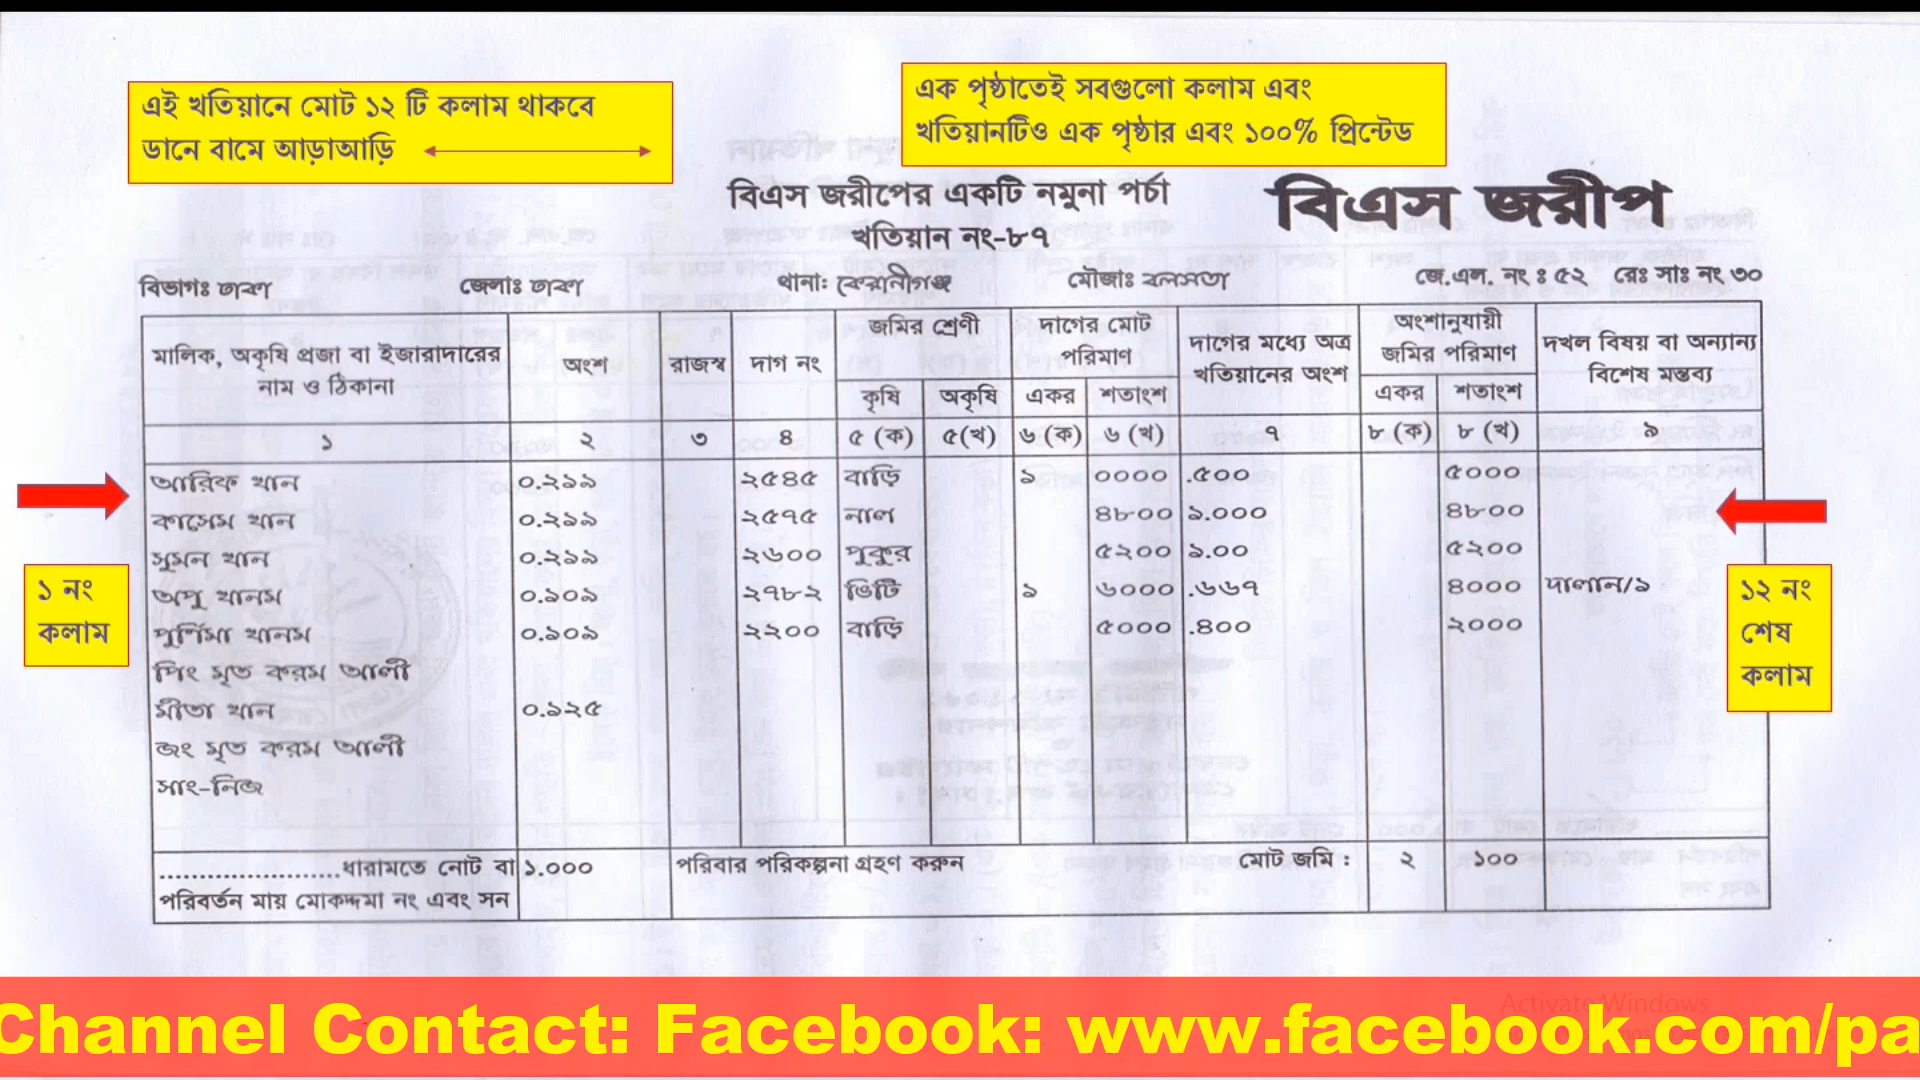 এই খতিয়ানে মোট ১২ টি কলাম থাকবে
ডানে বামে আড়াআড়ি
এক পৃষ্ঠাতেই সবগুলো কলাম এবং
খতিয়ানটিও এক পৃষ্ঠার এবং ১০০% প্রিন্টেড
বিএস জরীপের একটি নমুনা পর্চা
বিএস জরীপ
খতিয়ান নং-৮৭
বিভাগঃ ঢাকা জেলাঃ ঢাকা থানা: কেরানীগঞ্জ মৌজাঃ বলসতা জে.এল. নং ঃ ৫২ রেঃ সাঃ নং ৩০
মালিক, অকৃষি প্রজা বা ইজারাদারের
নাম ও ঠিকানা
অংশ
রাজস্ব
দাগ নং
জমির শ্রেণী
কৃষি অকৃষি
দাগের মোট
পরিমাণ
একর শতাংশ
দাগের মধ্যে অত্র
খতিয়ানের অংশ
অংশানুযায়ী
জমির পরিমাণ
একর শতাংশ
দখল বিষয় বা অন্যান্য
বিশেষ মন্তব্য
১ ২ ৩ ৪ ৫ (ক) ৫(খ) ৬ (ক) ৬ (খ) ৭ ৮ (ক) ৮ (খ) ৯
আরিফ খান ০.২১৯ ২৫৪৫ বাড়ি ১ ০০০০ .৫০০ ৫০০০
কাসেম খান ০.২১৯ ২৫৭৫ নাল ৪৮০০ ১.০০০ ৪৮০০
সুমন খান ০.২১৯ ২৬০০ পুকুর ৫২০০ ১.০০ ৫২০০
অপু খানম ০.১০৯ ২৭৮২ ভিটি ১ ৬০০০ .৬৬৭ ৪০০০ দালান/১
পুর্ণিমা খানম ০.১০৯ ২২০০ বাড়ি ৫০০০ .৪০০ ২০০০
পিং মৃত করম আলী
মীতা খান ০.১২৫
জং মৃত করম আলী
সাং-নিজ
১ নং
কলাম
১২ নং
শেষ
কলাম
........................ধারামতে নোট বা ১.০০০ পরিবার পরিকল্পনা গ্রহণ করুন মোট জমি : ২ ১০০
পরিবর্তন মায় মোকদ্দমা নং এবং সন
Activate Windows
Channel Contact: Facebook: www.facebook.com/pa